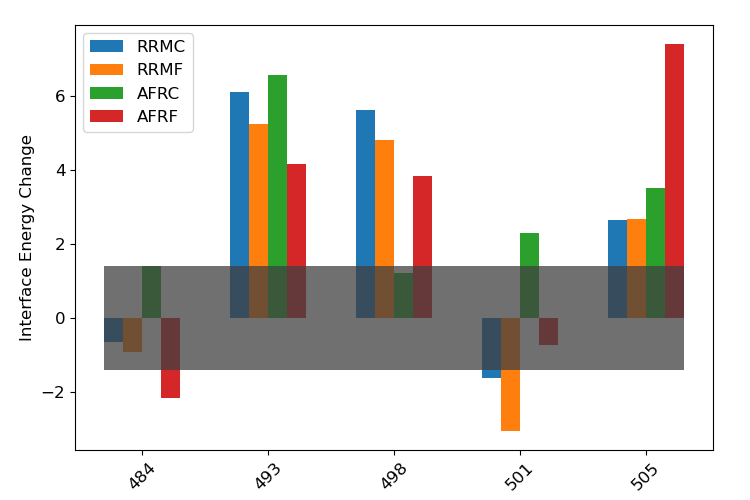 RRMC
RRMF
AFRC
AFRF
Interface Energy Change
6
4
2
0
−2
484
493
498
501
505